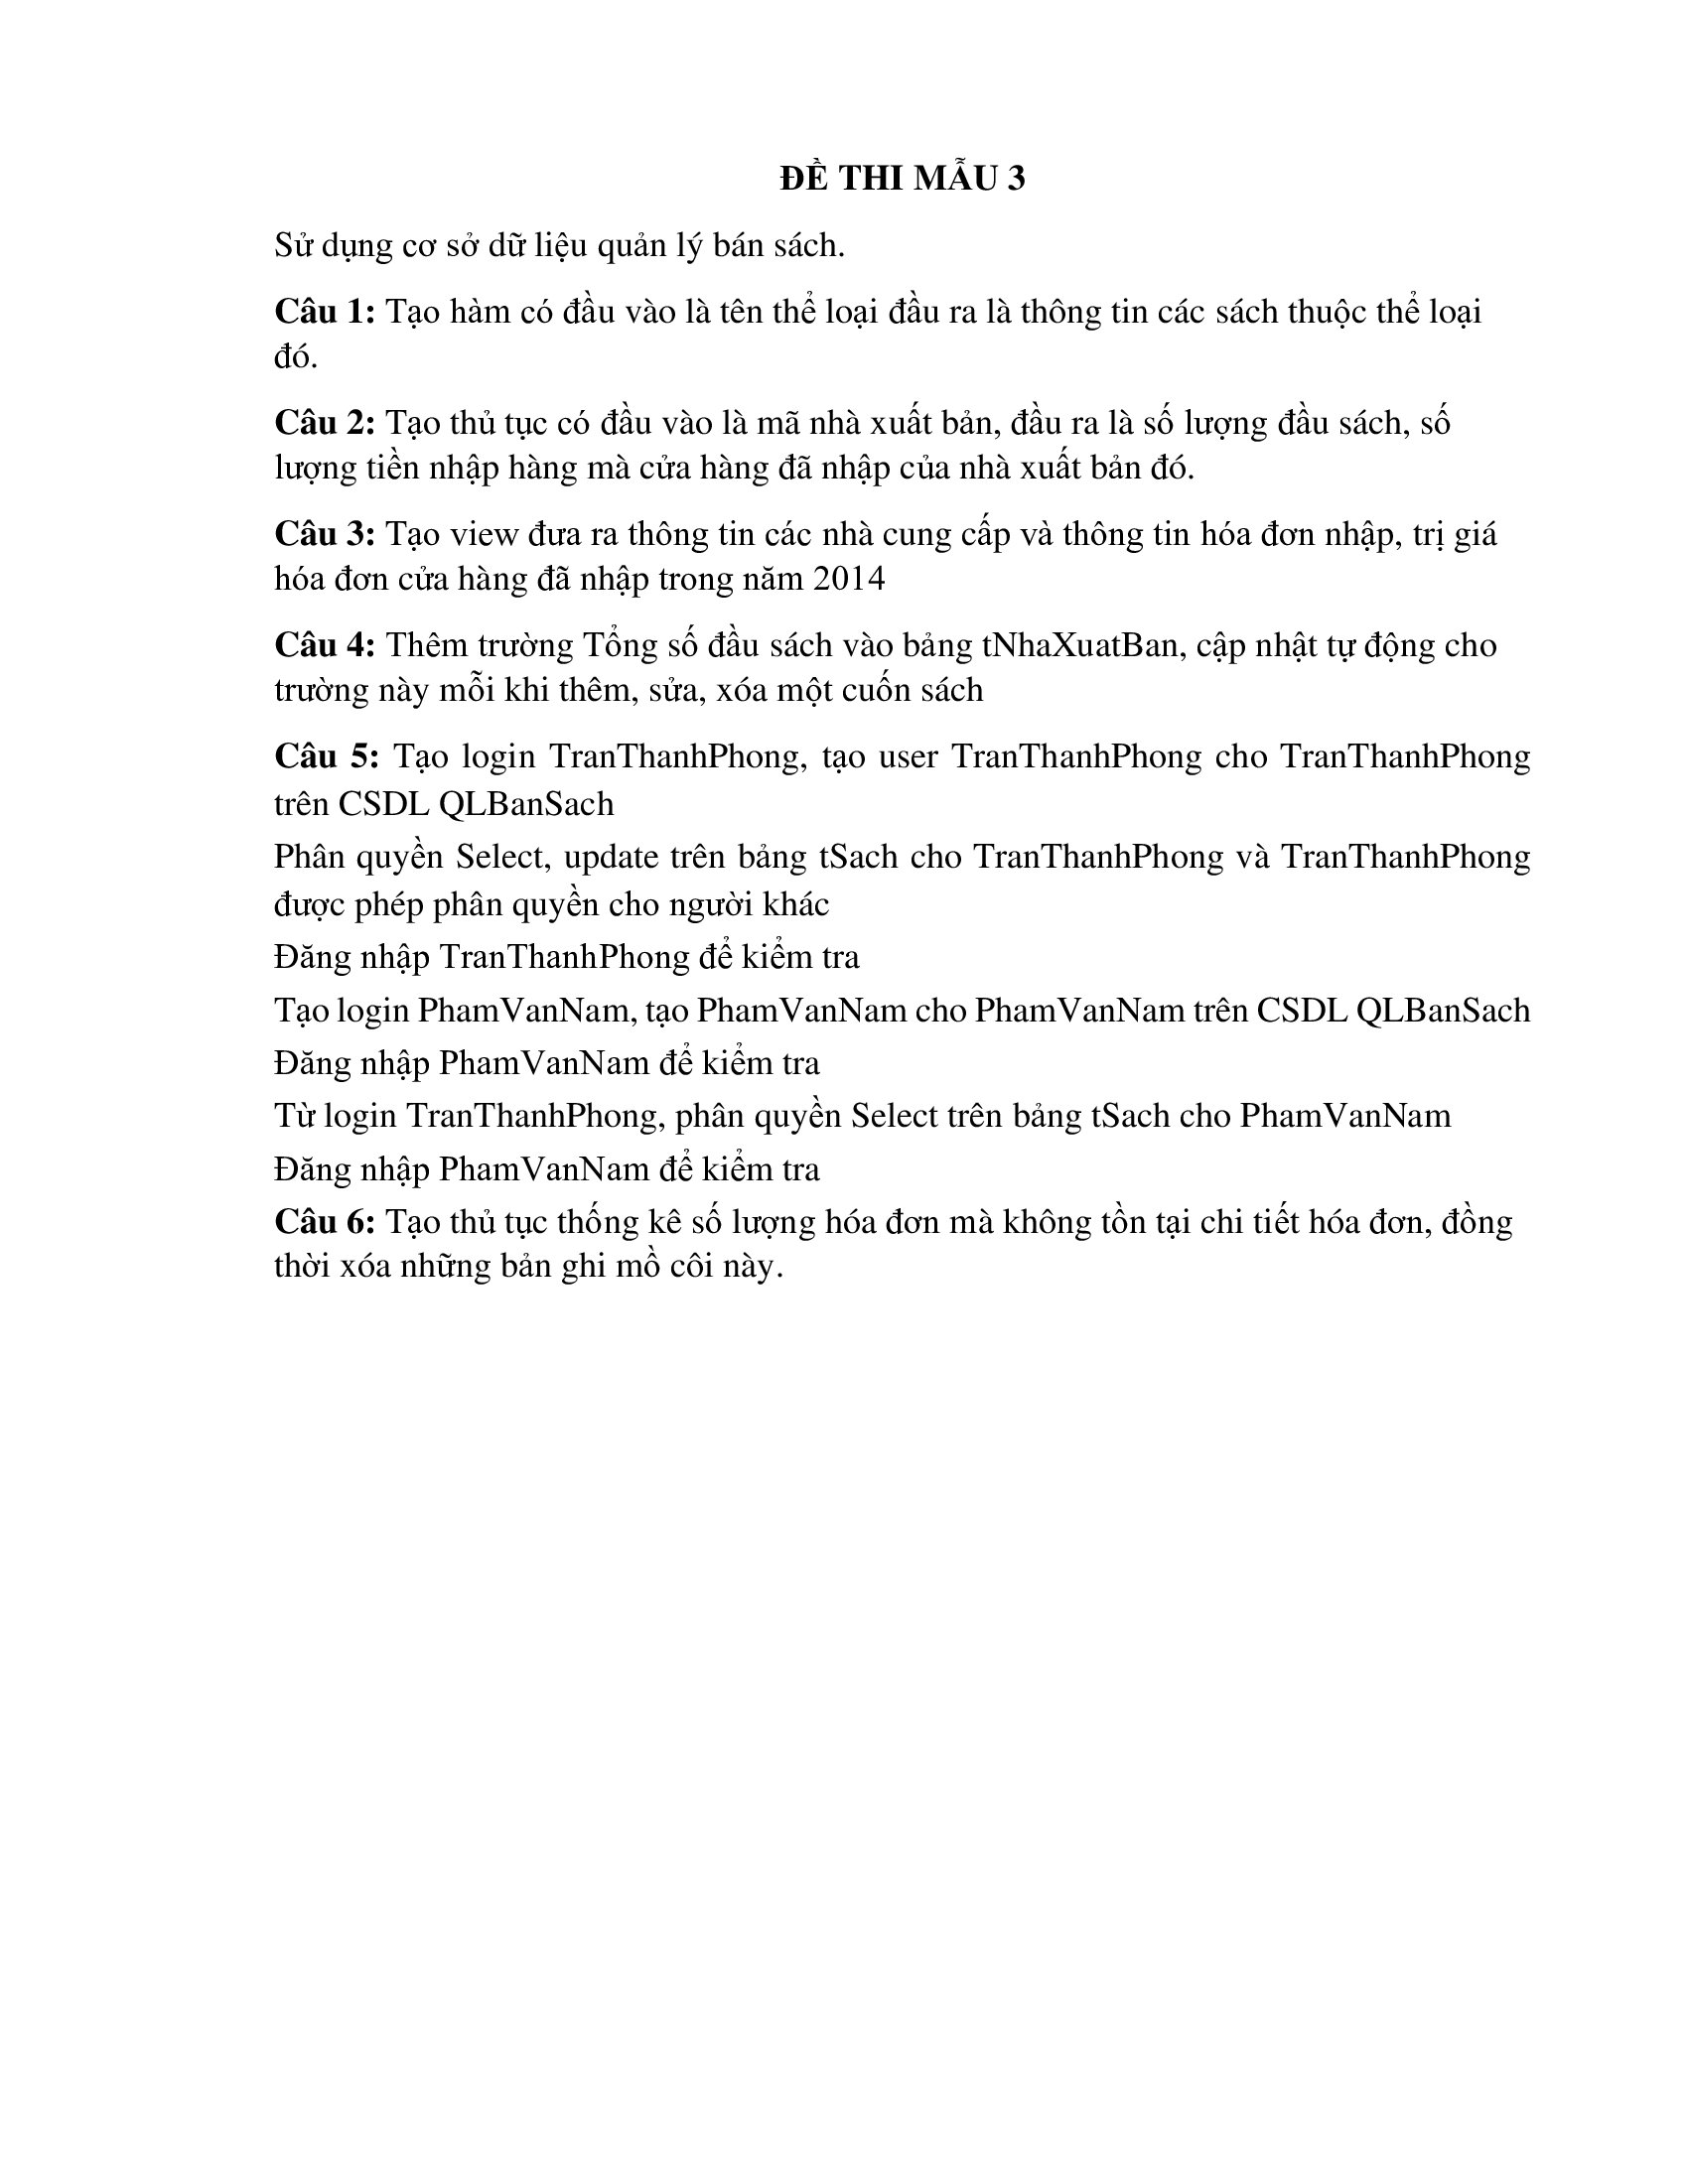 ĐỀ THI MẪU 3
Sử dụng cơ sở dữ liệu quản lý bán sách.
Câu 1: Tạo hàm có đầu vào là tên thể loại đầu ra là thông tin các sách thuộc thể loại
đó.
Câu 2: Tạo thủ tục có đầu vào là mã nhà xuất bản, đầu ra là số lượng đầu sách, số
lượng tiền nhập hàng mà cửa hàng đã nhập của nhà xuất bản đó.
Câu 3: Tạo view đưa ra thông tin các nhà cung cấp và thông tin hóa đơn nhập, trị giá
hóa đơn cửa hàng đã nhập trong năm 2014
Câu 4: Thêm trường Tổng số đầu sách vào bảng tNhaXuatBan, cập nhật tự động cho
trường này mỗi khi thêm, sửa, xóa một cuốn sách
Câu 5: Tạo login TranThanhPhong, tạo user TranThanhPhong cho TranThanhPhong
trên CSDL QLBanSach
Phân quyền Select, update trên bảng tSach cho TranThanhPhong và TranThanhPhong
được phép phân quyền cho người khác
Đăng nhập TranThanhPhong để kiểm tra
Tạo login PhamVanNam, tạo PhamVanNam cho PhamVanNam trên CSDL QLBanSach
Đăng nhập PhamVanNam để kiểm tra
Từ login TranThanhPhong, phân quyền Select trên bảng tSach cho PhamVanNam
Đăng nhập PhamVanNam để kiểm tra
Câu 6: Tạo thủ tục thống kê số lượng hóa đơn mà không tồn tại chi tiết hóa đơn, đồng
thời xóa những bản ghi mồ côi này.